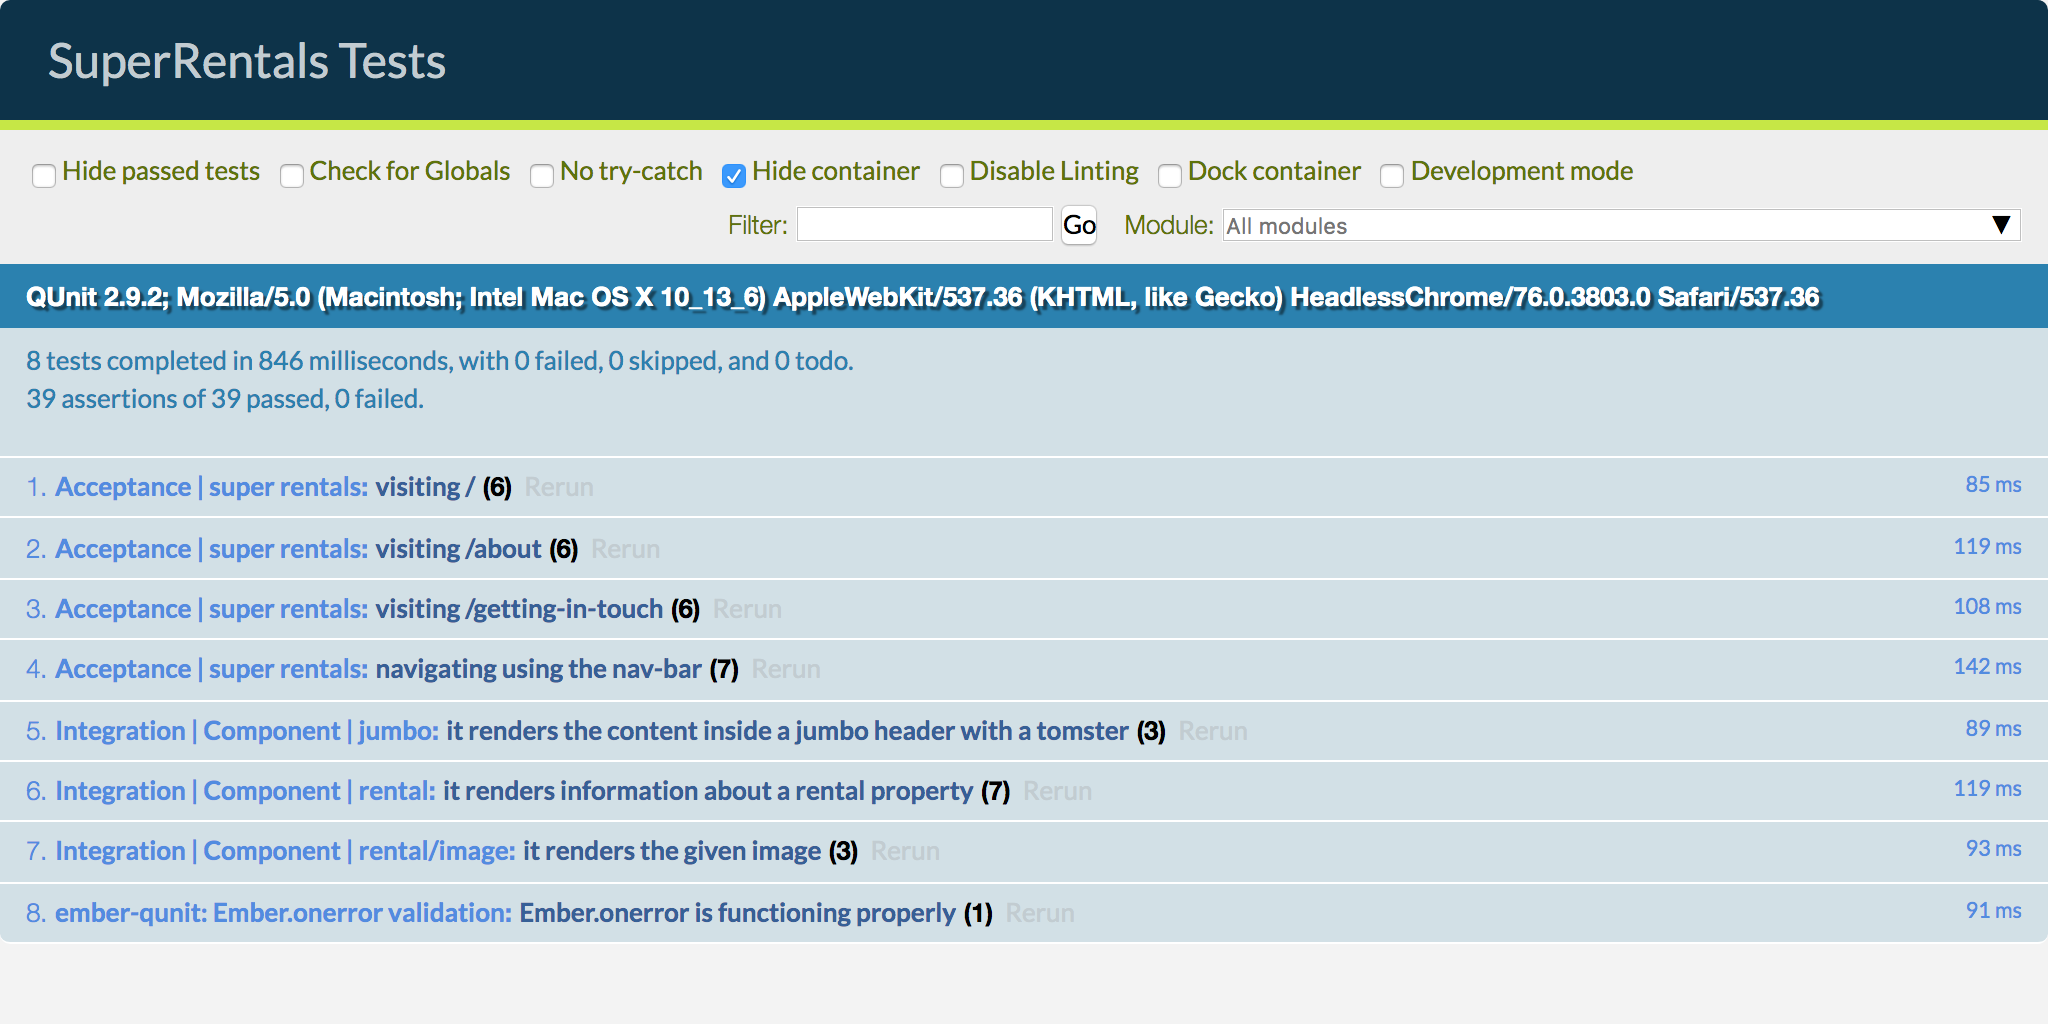 SuperRentals Tests
Hide passed tests Check for Globals No try-catch Hide container Disable Linting Dock container Development mode
Filter: Go Module: All modules ▼
QUnit 2.9.2; Mozilla/5.0 (Macintosh; Intel Mac OS X 10_13_6) AppleWebKit/537.36 (KHTML, like Gecko) HeadlessChrome/76.0.3803.0 Safari/537.36
8 tests completed in 846 milliseconds, with 0 failed, 0 skipped, and 0 todo.
39 assertions of 39 passed, 0 failed.
1. Acceptance | super rentals: visiting / (6) Rerun 85 ms
2. Acceptance | super rentals: visiting /about (6) Rerun 119 ms
3. Acceptance | super rentals: visiting /getting-in-touch (6) Rerun 108 ms
4. Acceptance | super rentals: navigating using the nav-bar (7) Rerun 142 ms
5. Integration | Component | jumbo: it renders the content inside a jumbo header with a tomster (3) Rerun 89 ms
6. Integration | Component | rental: it renders information about a rental property (7) Rerun 119 ms
7. Integration | Component | rental/image: it renders the given image (3) Rerun 93 ms
8. ember-qunit: Ember.onerror validation: Ember.onerror is functioning properly (1) Rerun 91 ms